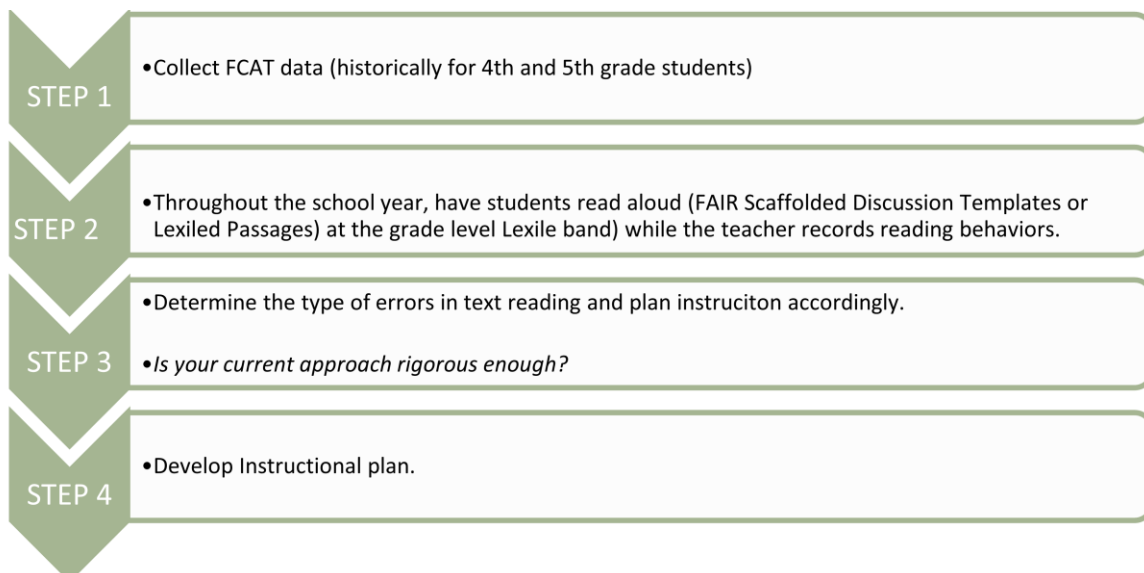 STEP 1
•Collect FCAT data (historically for 4th and 5th grade students)
STEP 2
•Throughout the school year, have students read aloud (FAIR Scaffolded Discussion Templates or
Lexiled Passages) at the grade level Lexile band) while the teacher records reading behaviors.
STEP 3
•Determine the type of errors in text reading and plan instruciton accordingly.
•Is your current approach rigorous enough?
STEP 4
•Develop Instructional plan.